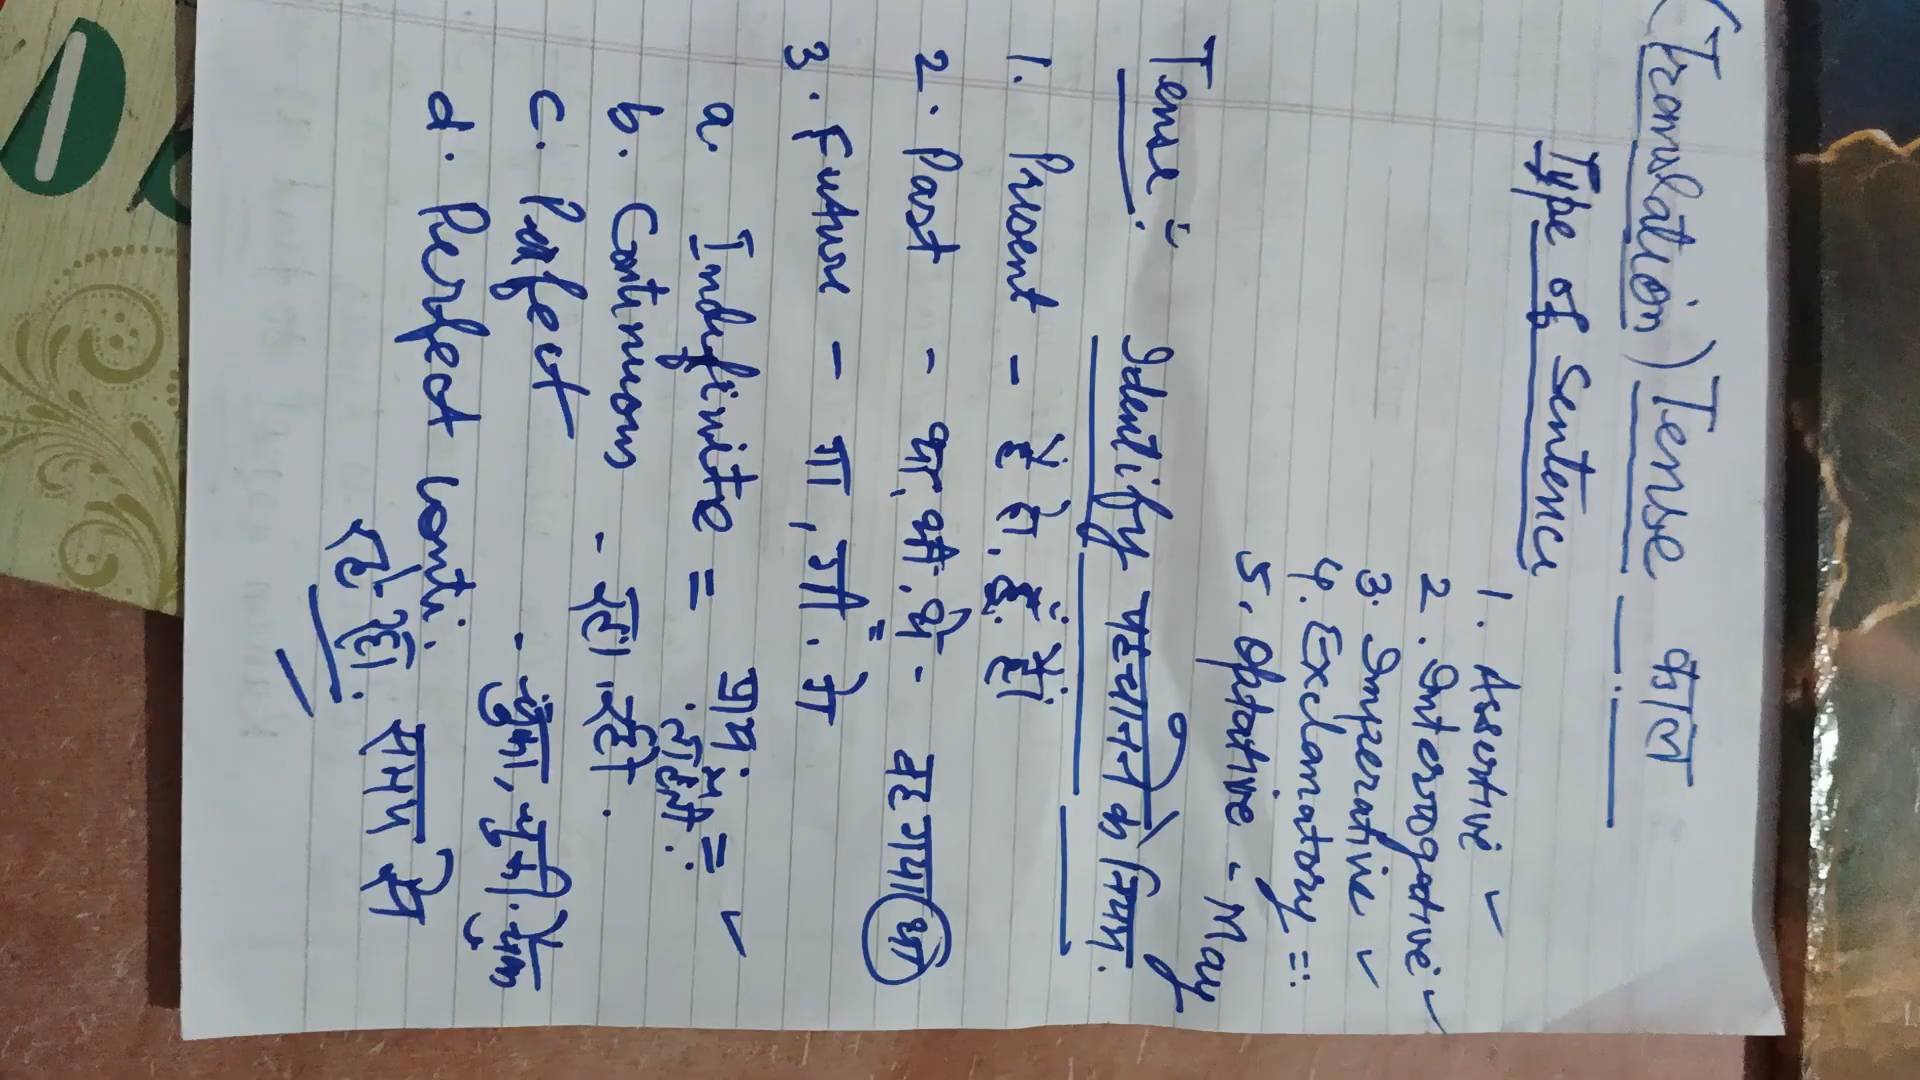 (Translation) Tense काल
Type of Sentence
1. Assertive ✓
2. Interrogative ✓
3. Imperative ✓
4. Exclamatory =:
5. Optative - May
Tense :- Identify पहचानने के नियम.
1. Present - है
2. Past - था, थी, थे - वह गया था
3. Future - गा, गी. गे
a. Indefinite = = ✓
b. Continuous - रहा, रही.
c. Perfect - चुका, चुकी.
d. Perfect conti. समय से
रहे